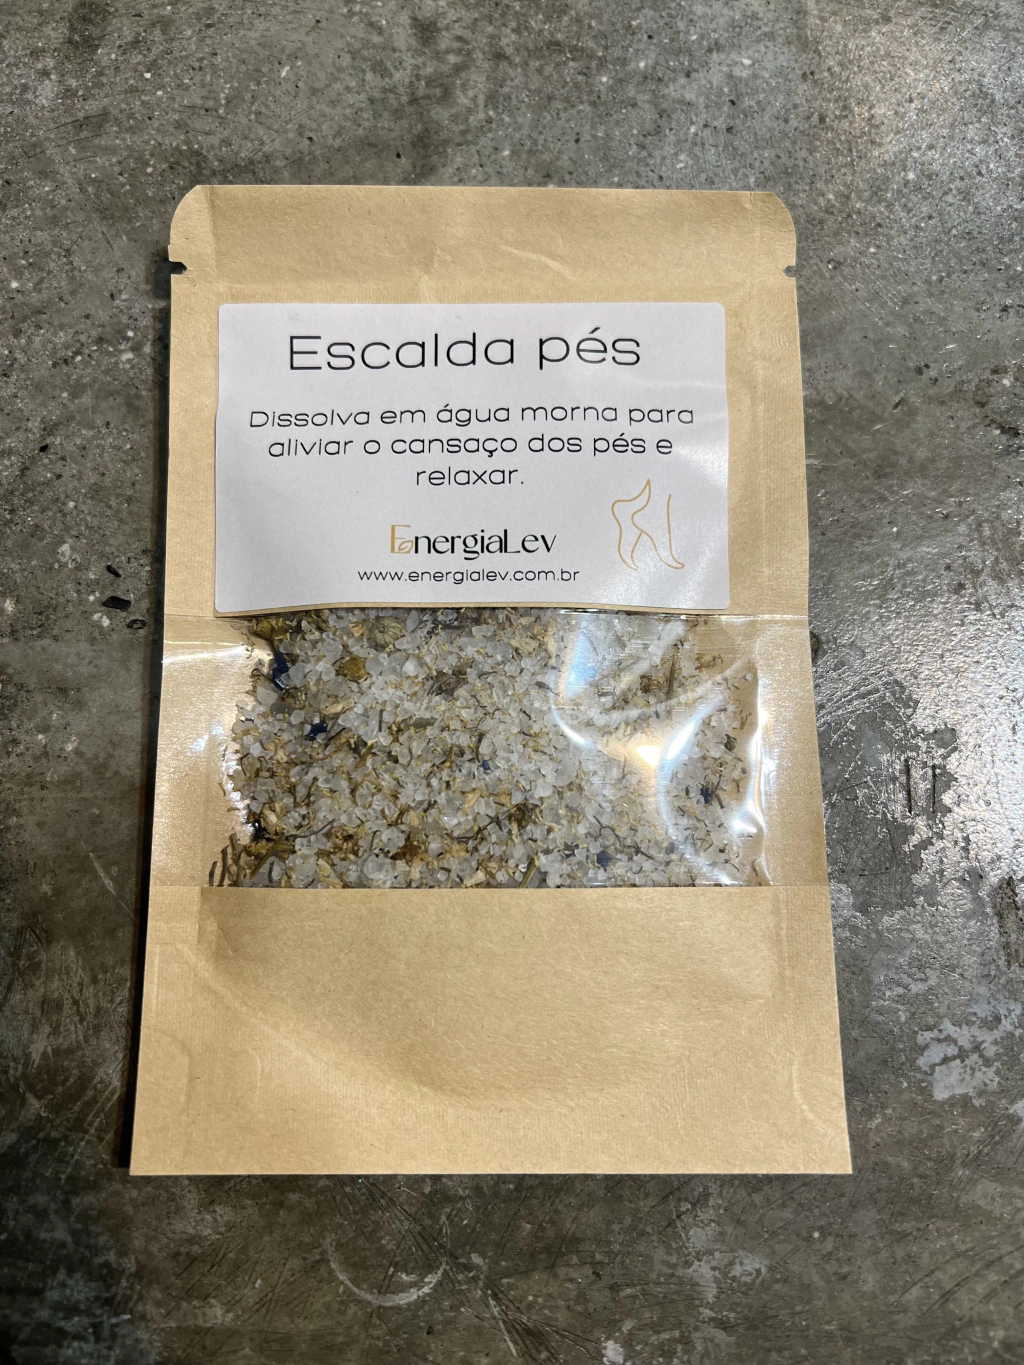 Escalda pés
Dissolva em água morna para
aliviar o cansaço dos pés e
relaxar.
EnergiaLev
www.energialev.com.br